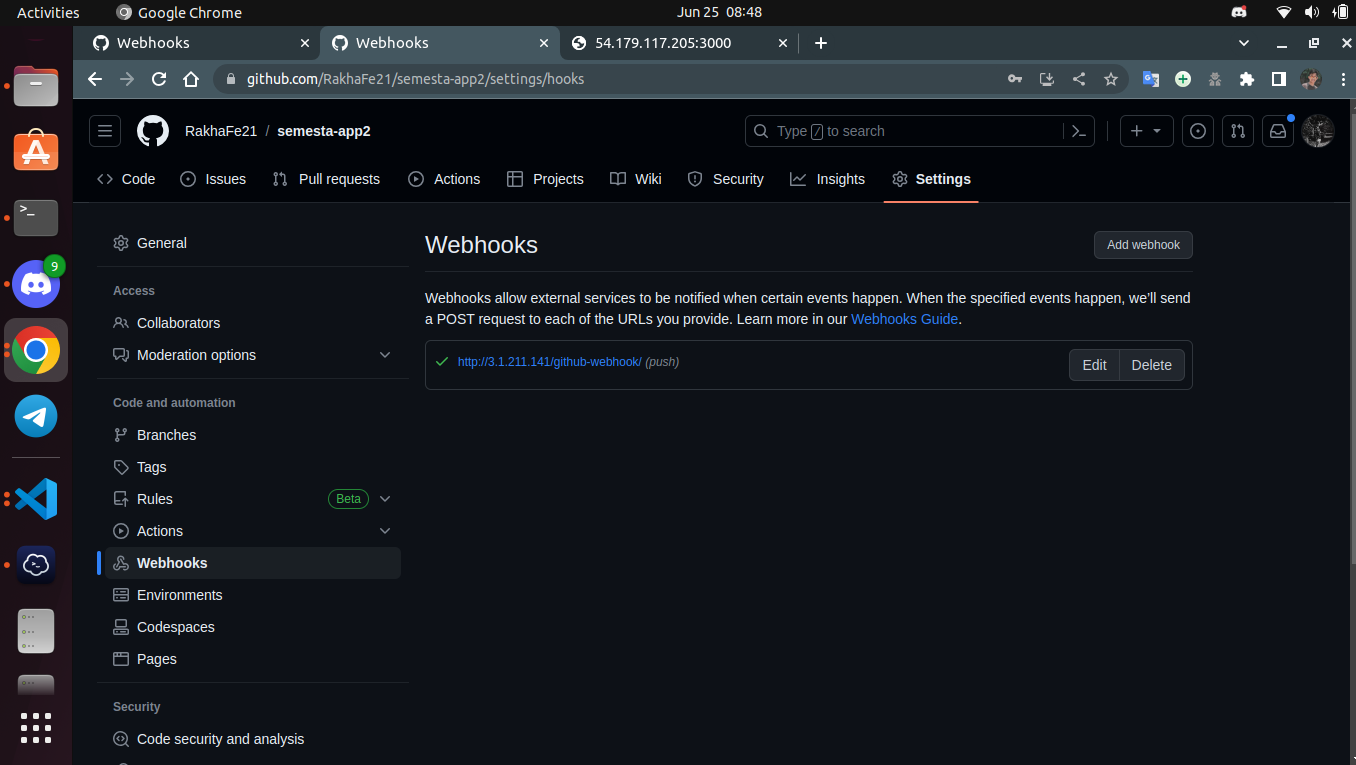 Activities
Google Chrome
Jun 25 08:48
Webhooks
Webhooks
54.179.117.205:3000
github.com/RakhaFe21/semesta-app2/settings/hooks
RakhaFe21 / semesta-app2
Type / to search
Code
Issues
Pull requests
Actions
Projects
Wiki
Security
Insights
Settings
9
General
Access
Collaborators
Moderation options
Code and automation
Branches
Tags
Rules
Beta
Actions
Webhooks
Environments
Codespaces
Pages
Security
Code security and analysis
Webhooks
Add webhook
Webhooks allow external services to be notified when certain events happen. When the specified events happen, we’ll send
a POST request to each of the URLs you provide. Learn more in our Webhooks Guide.
http://3.1.211.141/github-webhook/ (push)
Edit
Delete